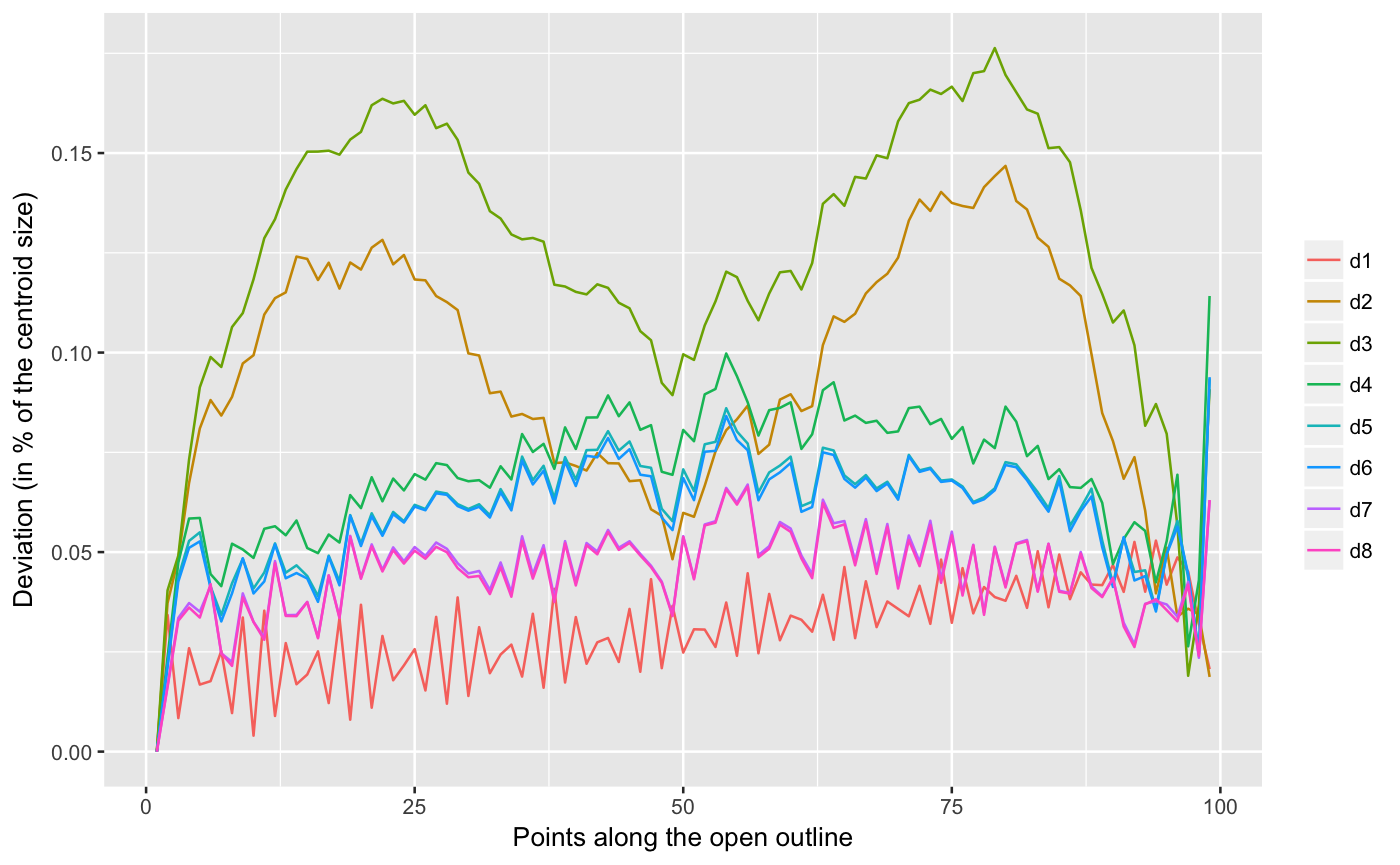 Deviation (in % of the centroid size)
0.15
0.10
0.05
0.00
0
25
50
75
100
Points along the open outline
d1
d2
d3
d4
d5
d6
d7
d8